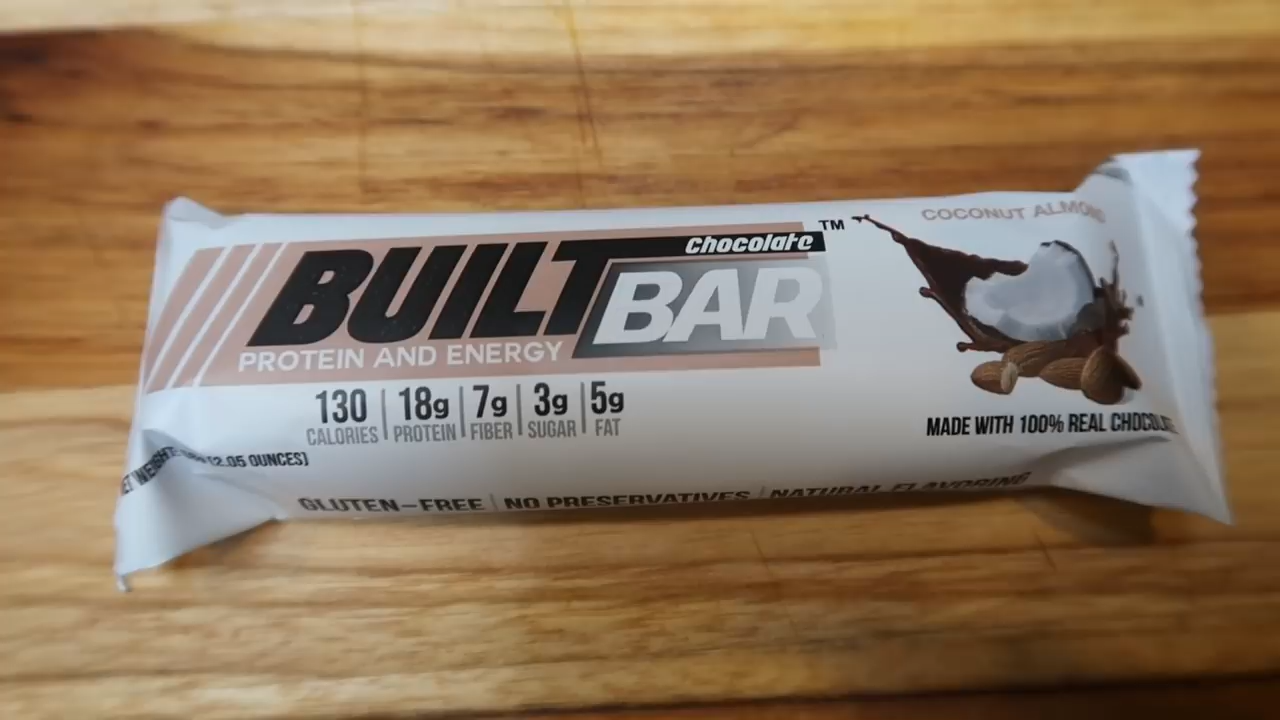 COCONUT ALMOND
Chocolate
BUILT BAR™
PROTEIN AND ENERGY
130 | 18g | 7g | 3g | 5g
CALORIES | PROTEIN | FIBER | SUGAR | FAT
MADE WITH 100% REAL CHOCOLATE
(2.05 OUNCES)
GLUTEN-FREE | NO PRESERVATIVES | NATURAL FLAVORING